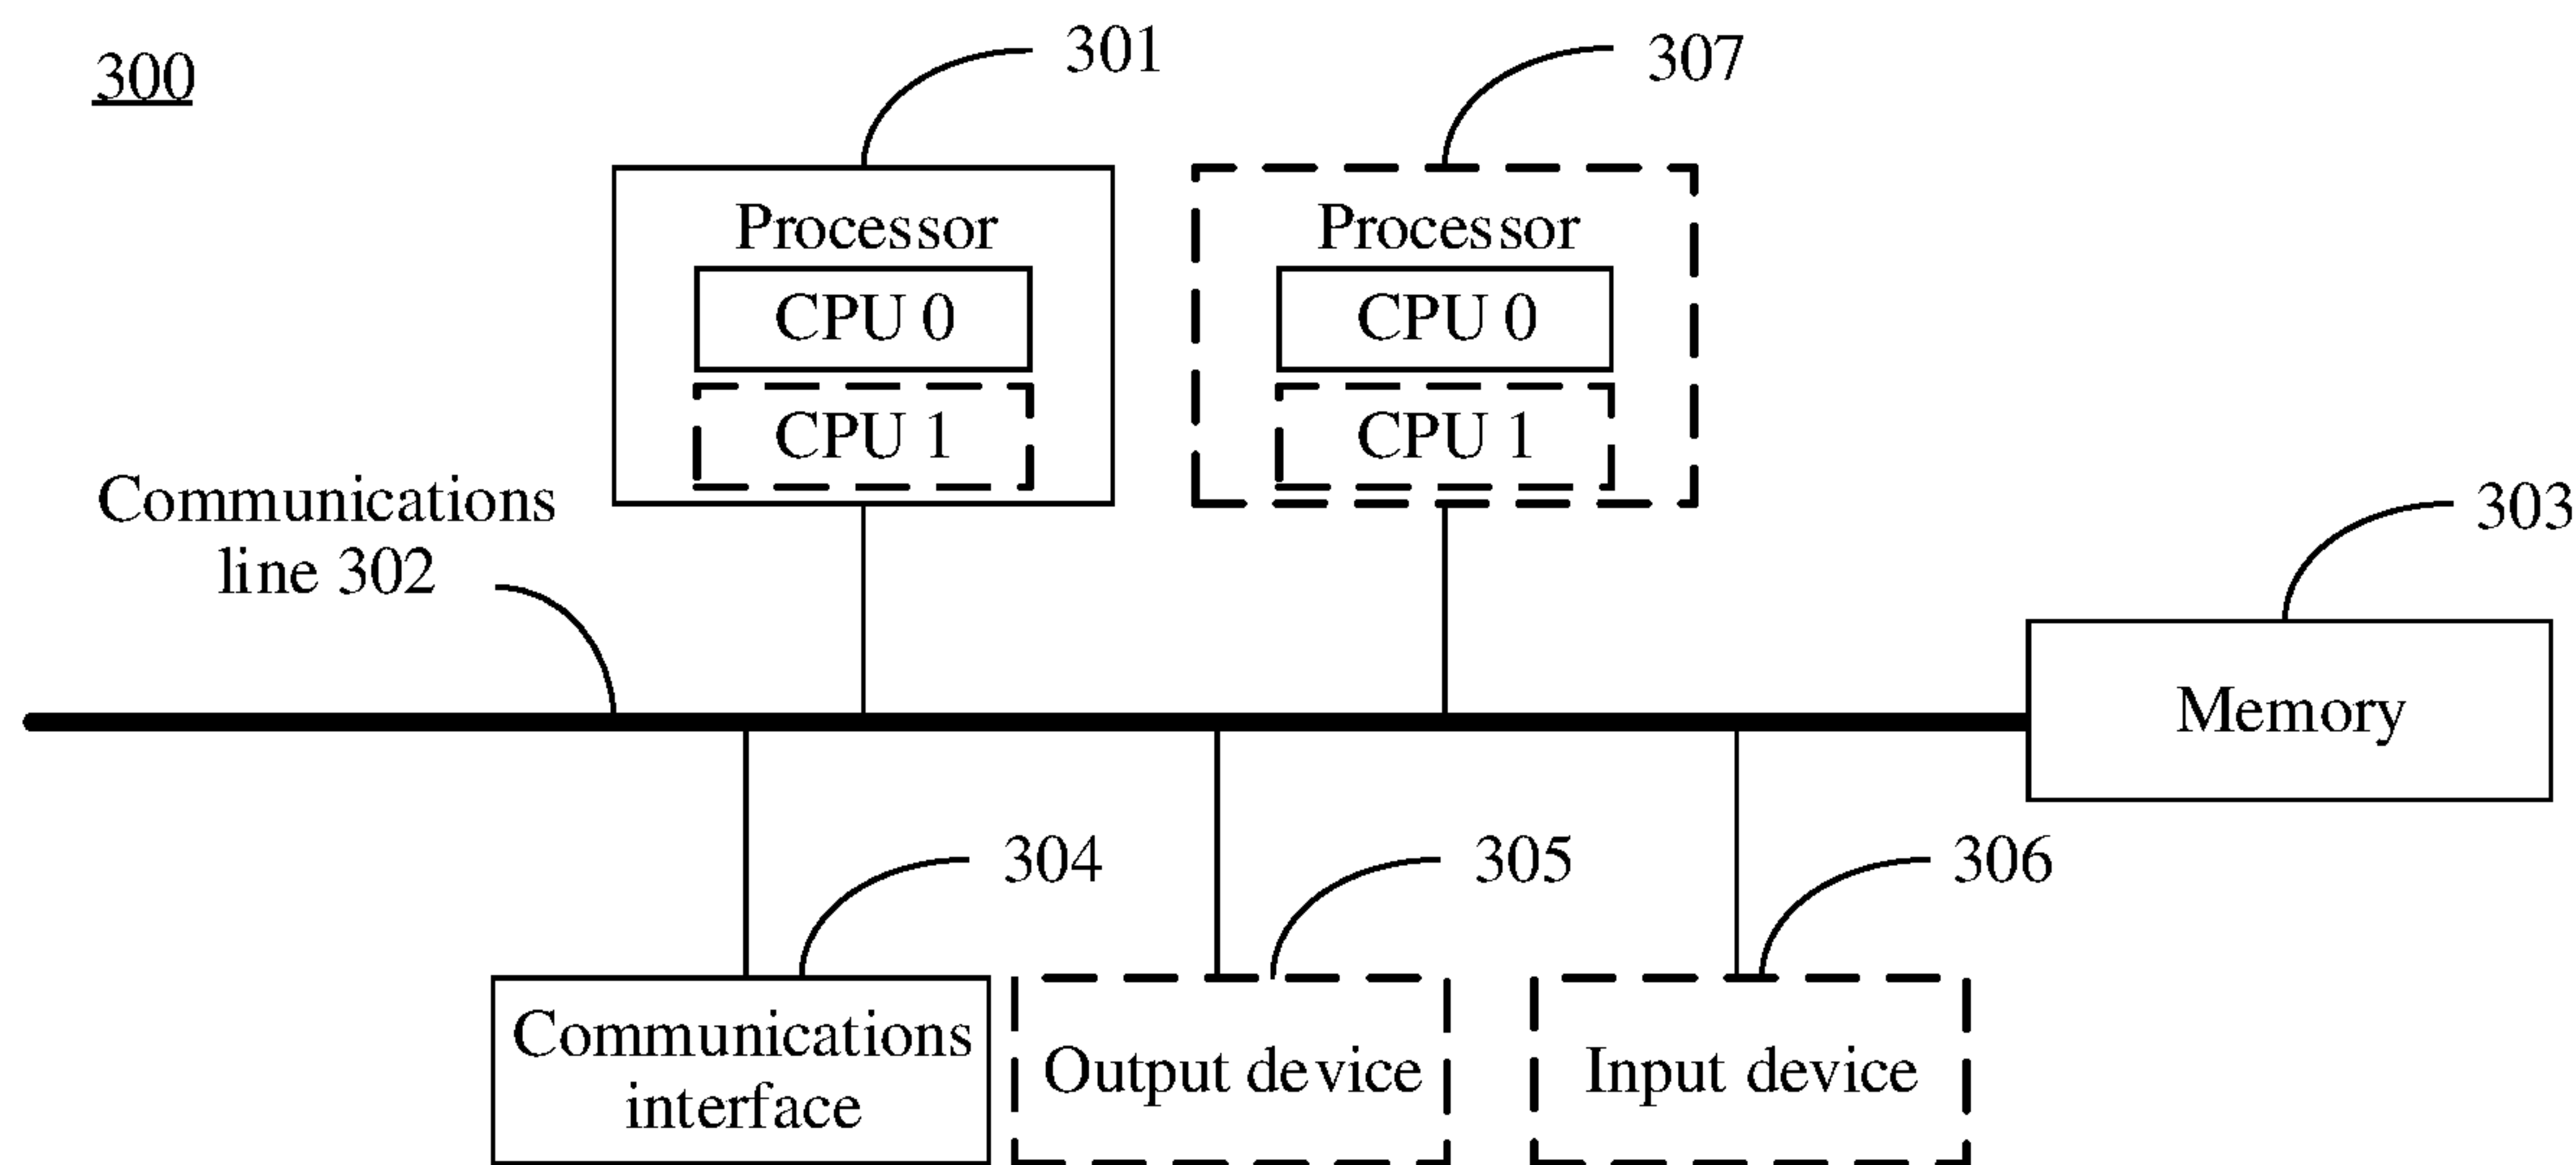 300
301
307
Processor
CPU 0
CPU 1
Processor
CPU 0
CPU 1
Communications
line 302
303
Memory
304
305
306
Communications
interface
Output device
Input device